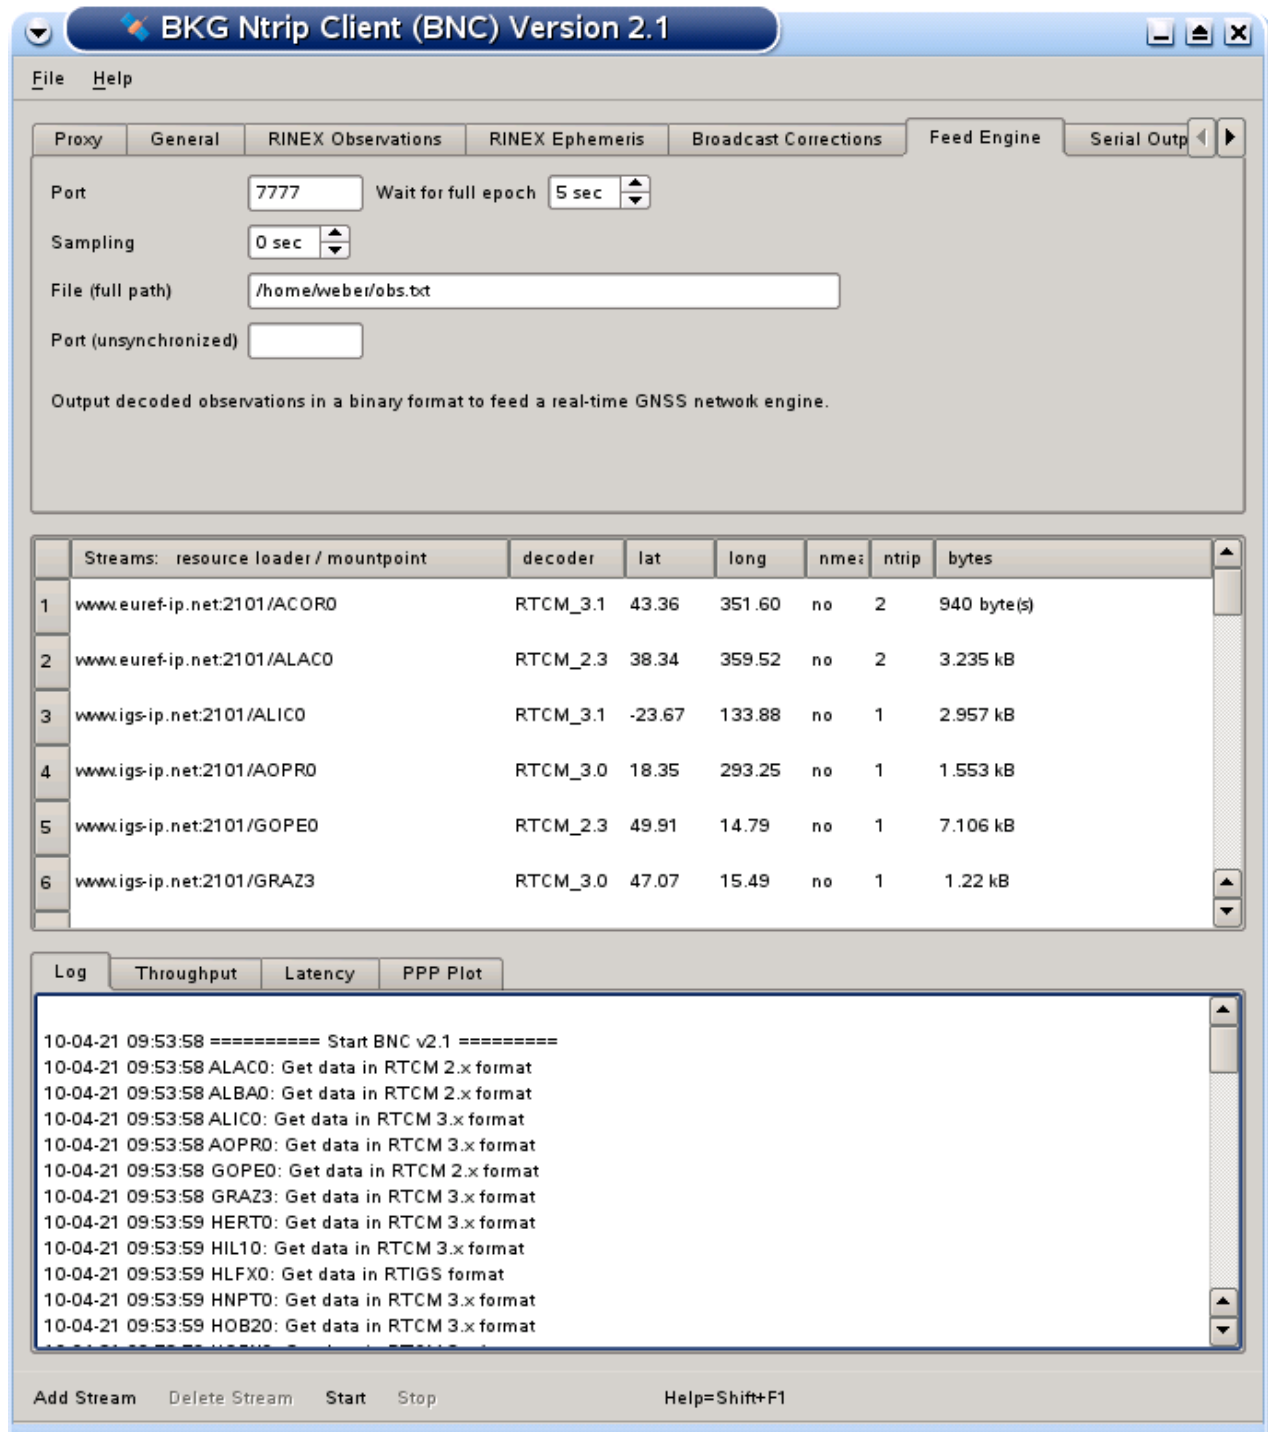 BKG Ntrip Client (BNC) Version 2.1
File Help
Proxy General RINEX Observations RINEX Ephemeris Broadcast Corrections Feed Engine Serial Outp
Port 7777 Wait for full epoch 5 sec
Sampling 0 sec
File (full path) /home/weber/obs.txt
Port (unsynchronized)
Output decoded observations in a binary format to feed a real-time GNSS network engine.
Streams: resource loader / mountpoint decoder lat long nmea ntrip bytes
1 www.euref-ip.net:2101/ACOR0 RTCM_3.1 43.36 351.60 no 2 940 byte(s)
2 www.euref-ip.net:2101/ALAC0 RTCM_2.3 38.34 359.52 no 2 3.235 kB
3 www.igs-ip.net:2101/ALIC0 RTCM_3.1 -23.67 133.88 no 1 2.957 kB
4 www.igs-ip.net:2101/AOPR0 RTCM_3.0 18.35 293.25 no 1 1.553 kB
5 www.igs-ip.net:2101/GOPE0 RTCM_2.3 49.91 14.79 no 1 7.106 kB
6 www.igs-ip.net:2101/GRAZ3 RTCM_3.0 47.07 15.49 no 1 1.22 kB
Log Throughput Latency PPP Plot
10-04-21 09:53:58 ========== Start BNC v2.1 =========
10-04-21 09:53:58 ALAC0: Get data in RTCM 2.x format
10-04-21 09:53:58 ALBA0: Get data in RTCM 2.x format
10-04-21 09:53:58 ALIC0: Get data in RTCM 3.x format
10-04-21 09:53:58 AOPR0: Get data in RTCM 3.x format
10-04-21 09:53:58 GOPE0: Get data in RTCM 2.x format
10-04-21 09:53:58 GRAZ3: Get data in RTCM 3.x format
10-04-21 09:53:59 HERT0: Get data in RTCM 3.x format
10-04-21 09:53:59 HIL10: Get data in RTCM 3.x format
10-04-21 09:53:59 HLFX0: Get data in RTIGS format
10-04-21 09:53:59 HNPT0: Get data in RTCM 3.x format
10-04-21 09:53:59 HOB20: Get data in RTCM 3.x format
Add Stream Delete Stream Start Stop Help=Shift+F1